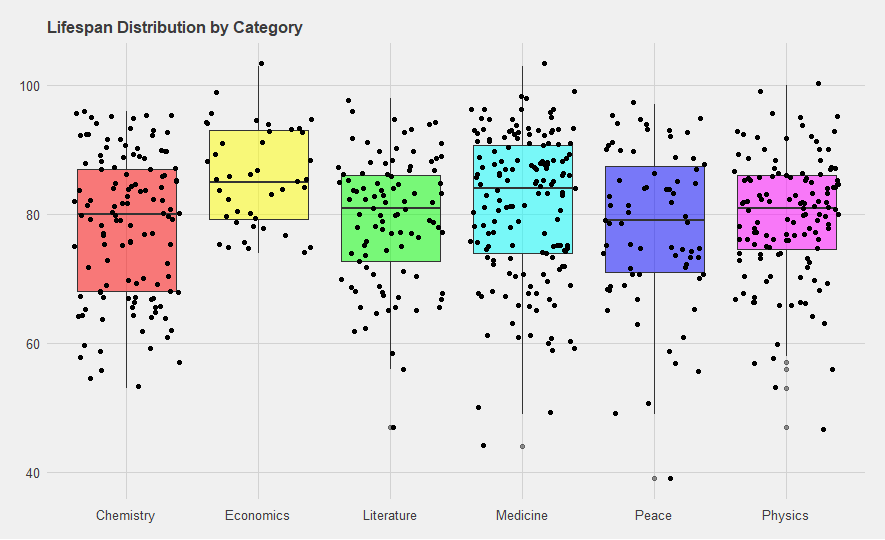 Lifespan Distribution by Category
100
80
60
40
Chemistry Economics Literature Medicine Peace Physics